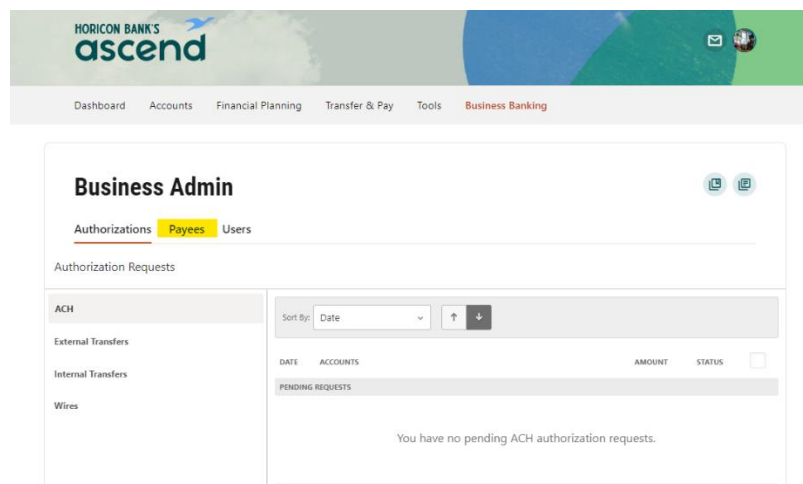 HORICON BANK'S
ascend
Dashboard Accounts Financial Planning Transfer & Pay Tools Business Banking
Business Admin
Authorizations Payees Users
Authorization Requests
ACH
External Transfers
Internal Transfers
Wires
Sort By: Date
DATE ACCOUNTS AMOUNT STATUS
PENDING REQUESTS
You have no pending ACH authorization requests.